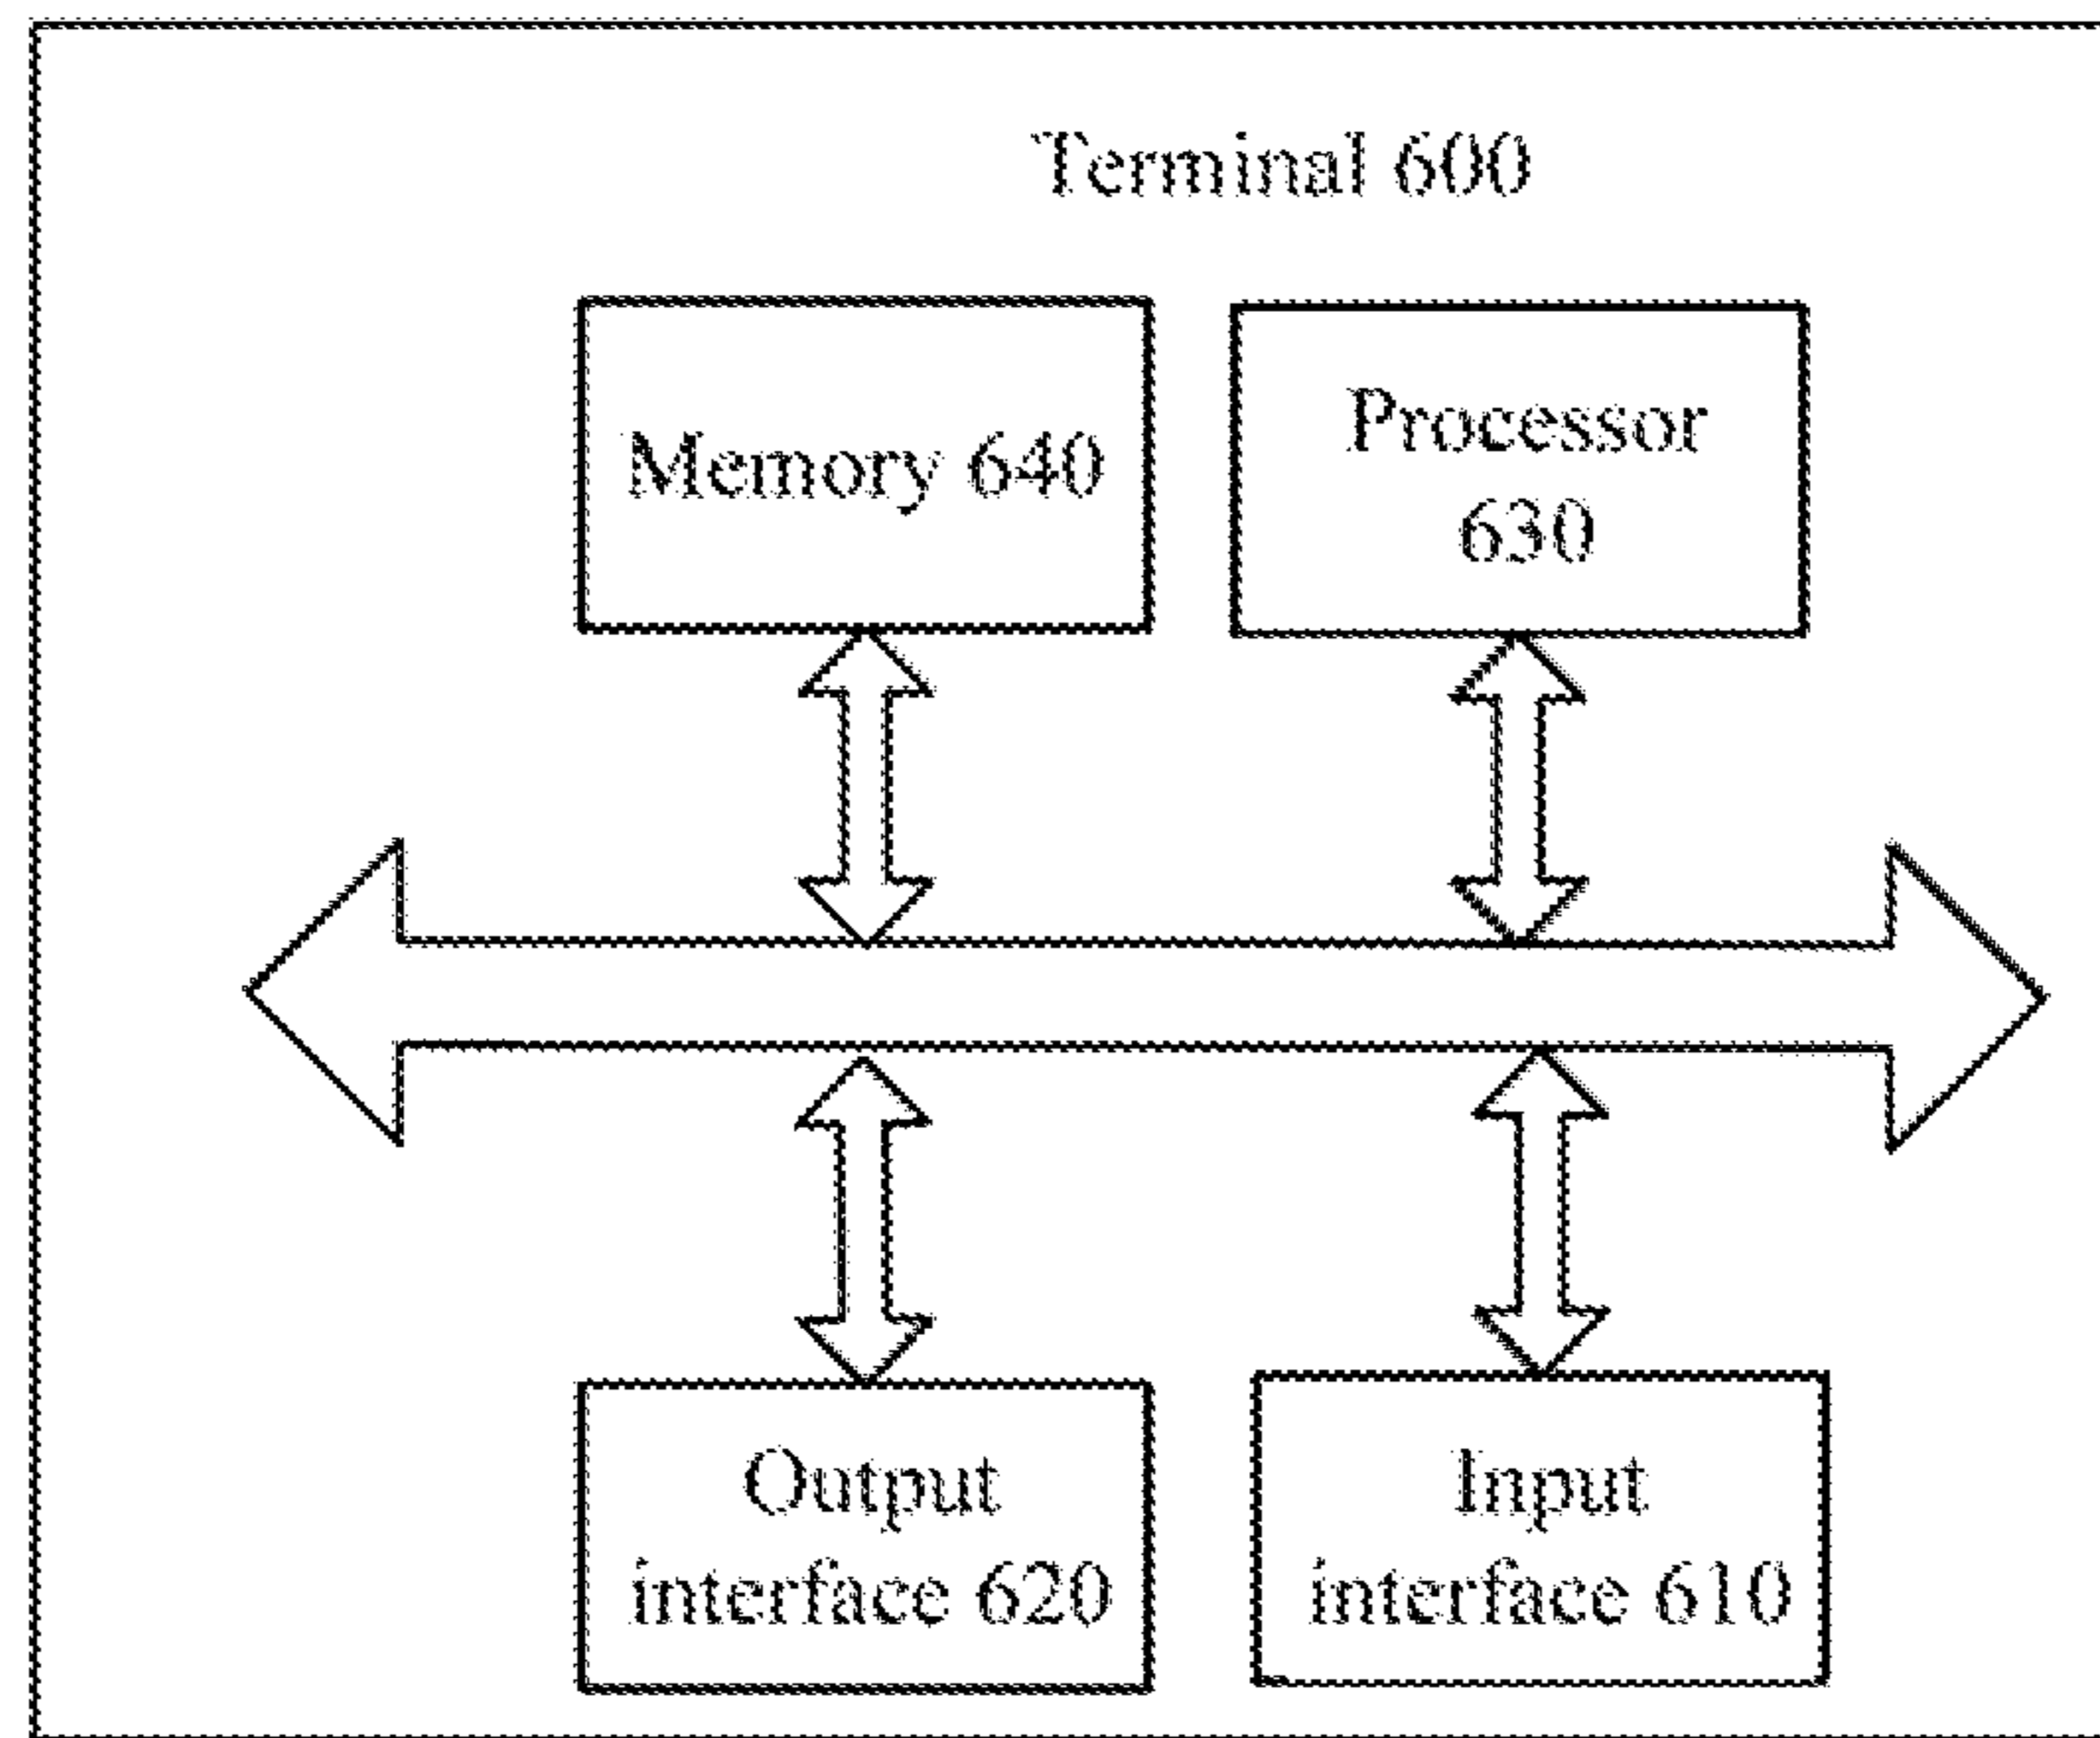 Terminal 600
Memory 640
Processor
630
Output
interface 620
Input
interface 610